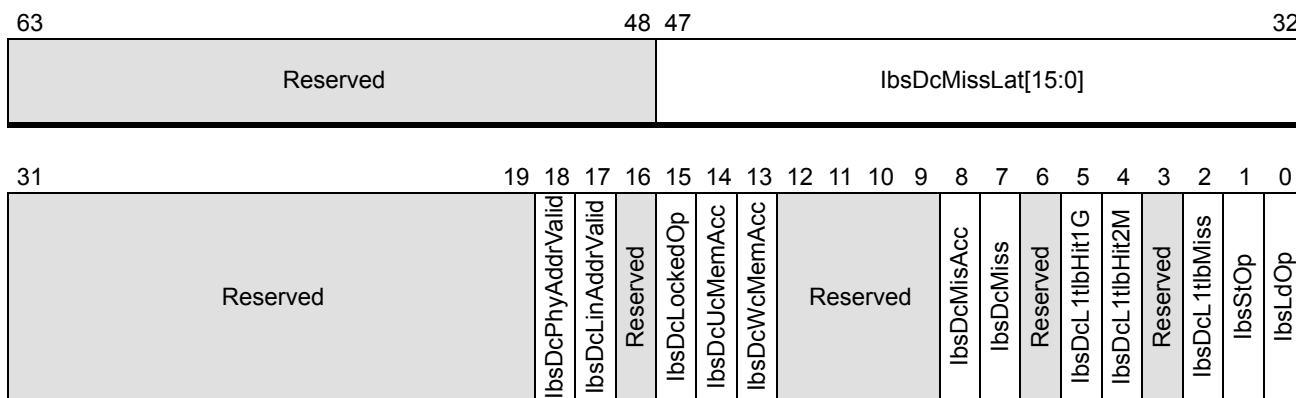 63 48 47 32
Reserved IbsDcMissLat[15:0]
31 19 18 17 16 15 14 13 12 11 10 9 8 7 6 5 4 3 2 1 0
Reserved
IbsDcPhyAddrValid
IbsDcLinAddrValid
Reserved
IbsDcLockedOp
IbsDcUcMemAcc
IbsDcWcMemAcc
Reserved
IbsDcMisAcc
IbsDcMiss
Reserved
IbsDcL1tlbHit1G
IbsDcL1tlbHit2M
Reserved
IbsDcL1tlbMiss
IbsStOp
IbsLdOp